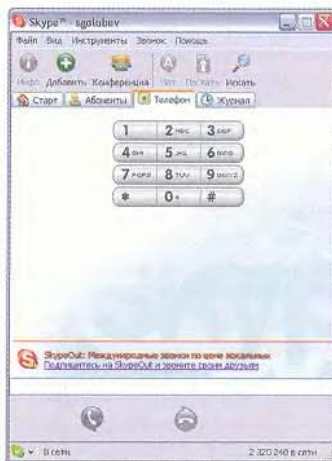 Skype™ - sgolubev
Файл Вид Инструменты Звонок Помощь
Инфо Добавить Конференция Чат Послать Искать
Старт Абоненты Телефон Журнал
1 2 ABC 3 DEF
4 GHI 5 JKL 6 MNO
7 PQRS 8 TUV 9 WXYZ
* 0 + #
SkypeOut: Международные звонки по цене локальных
Подпишитесь на SkypeOut и звоните своим друзьям
В сети 2 320 240 в сети